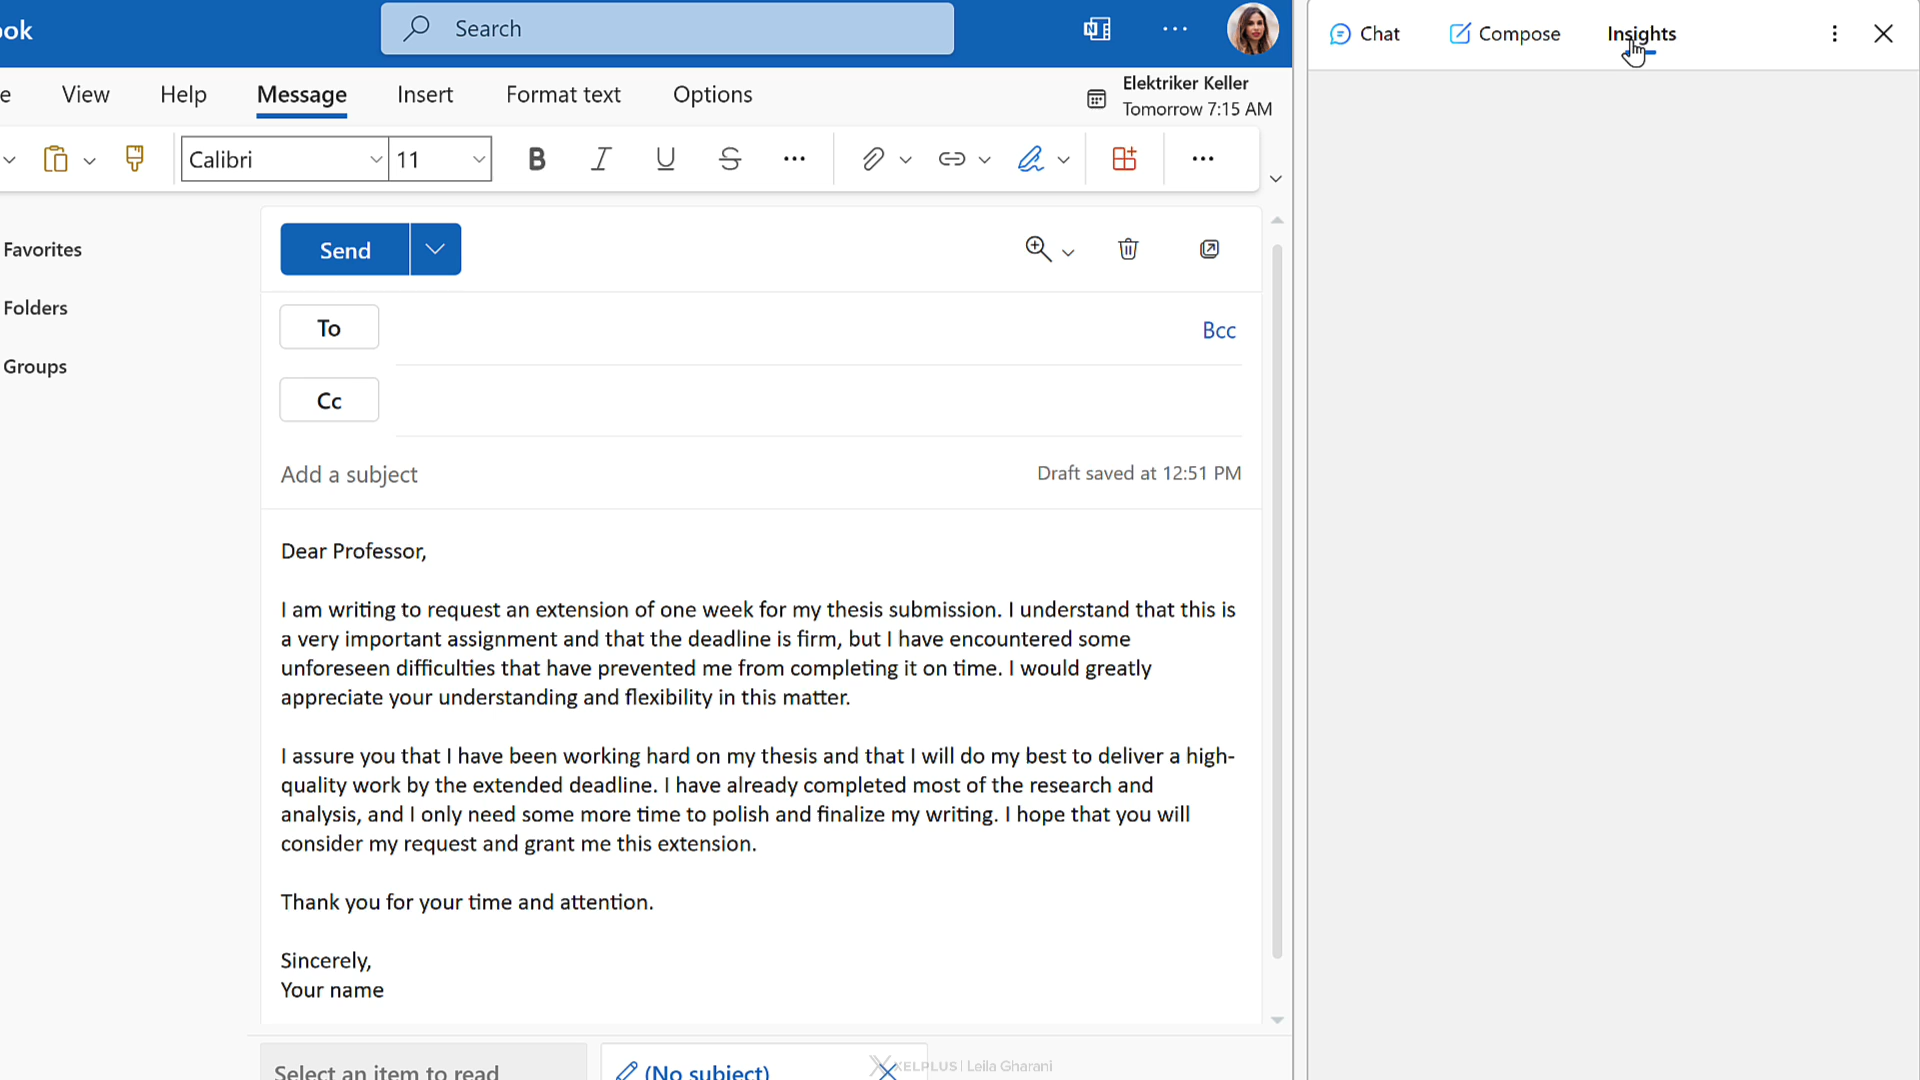 ook
Search
Chat
Compose
Insights
e
View
Help
Message
Insert
Format text
Options
Elektriker Keller
Tomorrow 7:15 AM
Calibri
11
B
I
U
S
Favorites
Folders
Groups
Send
To
Bcc
Cc
Add a subject
Draft saved at 12:51 PM
Dear Professor,
I am writing to request an extension of one week for my thesis submission. I understand that this is
a very important assignment and that the deadline is firm, but I have encountered some
unforeseen difficulties that have prevented me from completing it on time. I would greatly
appreciate your understanding and flexibility in this matter.
I assure you that I have been working hard on my thesis and that I will do my best to deliver a high-
quality work by the extended deadline. I have already completed most of the research and
analysis, and I only need some more time to polish and finalize my writing. I hope that you will
consider my request and grant me this extension.
Thank you for your time and attention.
Sincerely,
Your name
Select an item to read
(No subject)
XELPLUS | Leila Gharani